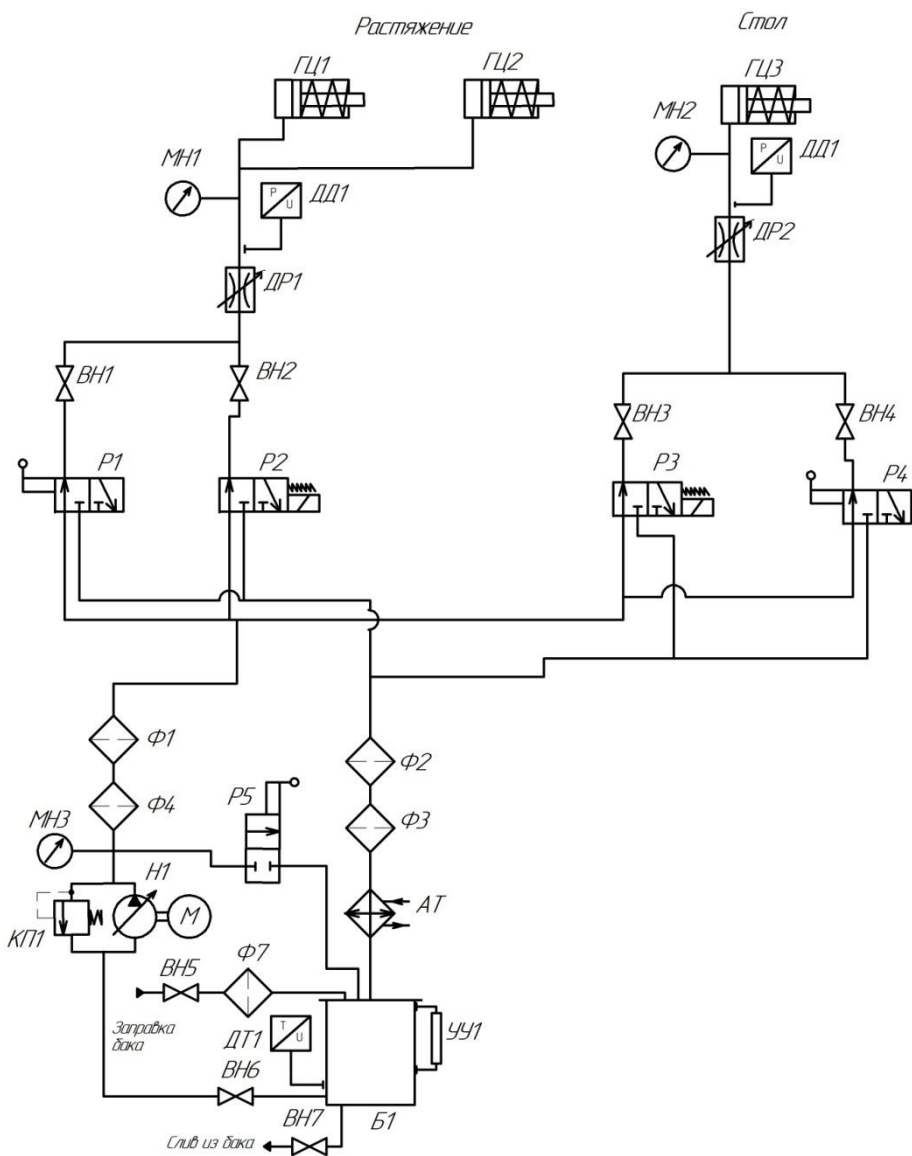 Растяжение
Стол
ГЦ1
ГЦ2
ГЦ3
МН1
МН2
P
U
ДД1
P
U
ДД1
ДР1
ДР2
ВН1
ВН2
ВН3
ВН4
Р1
Р2
Р3
Р4
Ф1
Ф2
Р5
Ф4
Ф3
МН3
Н1
М
АТ
КП1
ВН5
Ф7
Заправка
бака
T
U
ДТ1
УУ1
ВН6
ВН7
Б1
Слив из бака